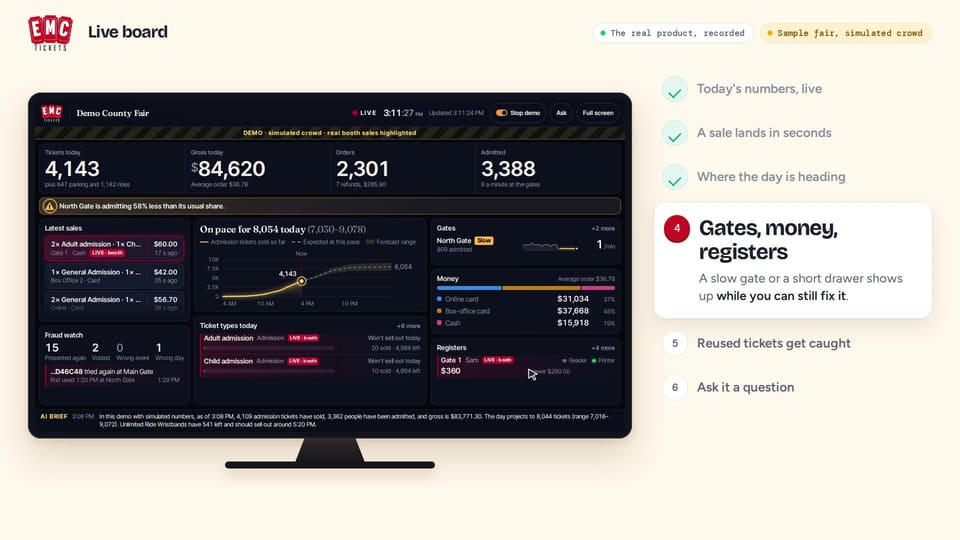 EMC
TICKETS
Live board
The real product, recorded
Sample fair, simulated crowd
EMC
TICKETS
Demo County Fair
LIVE
3:11:27 PM
Updated 3:11:24 PM
Stop demo
Ask
Full screen
DEMO · simulated crowd · real booth sales highlighted
Tickets today
4,143
plus 647 parking and 1,182 rides
Gross today
$84,620
Average order $36.78
Orders
2,301
7 refunds, $285.90
Admitted
3,388
9 a minute at the gates
North Gate is admitting 58% less than its usual share.
Latest sales
2× Adult admission · 1× Ch... $60.00
Gate 1 · Cash LIVE · booth 17 s ago
1× General Admission · 1× ... $42.00
Box Office 2 · Card 35 s ago
2× General Admission · 1× ... $56.70
Online · Card 36 s ago
Fraud watch
15 2 0 1
Presented again Voided Wrong event Wrong day
...D46C48 tried again at Main Gate
first used 1:20 PM at North Gate 1:29 PM
On pace for 8,054 today (7,030–9,078)
Admission tickets sold so far Expected at this pace Forecast range
Now
10K
7.5K
5K
2.5K
0
4,143
8,054
4 AM 10 AM 4 PM 10 PM
Ticket types today +6 more
Adult admission Admission LIVE · booth Won't sell out today
20 sold · 4,988 left
Child admission Admission LIVE · booth Won't sell out today
10 sold · 4,994 left
Gates +2 more
North Gate Slow
809 admitted
1 /min
Money Average order $36.78
Online card $31,034 37%
Box-office card $37,668 45%
Cash $15,918 19%
Registers +4 more
Gate 1 Sam LIVE · booth Reader Printer
$360 $260.00
AI BRIEF 3:08 PM In this demo with simulated numbers, as of 3:08 PM, 4,109 admission tickets have sold, 3,362 people have been admitted, and gross is $83,771.30. The day projects to 8,044 tickets (range 7,016–
9,072). Unlimited Ride Wristbands have 541 left and should sell out around 5:20 PM.
Today's numbers, live
A sale lands in seconds
Where the day is heading
4
Gates, money,
registers
A slow gate or a short drawer shows
up while you can still fix it.
5 Reused tickets get caught
6 Ask it a question